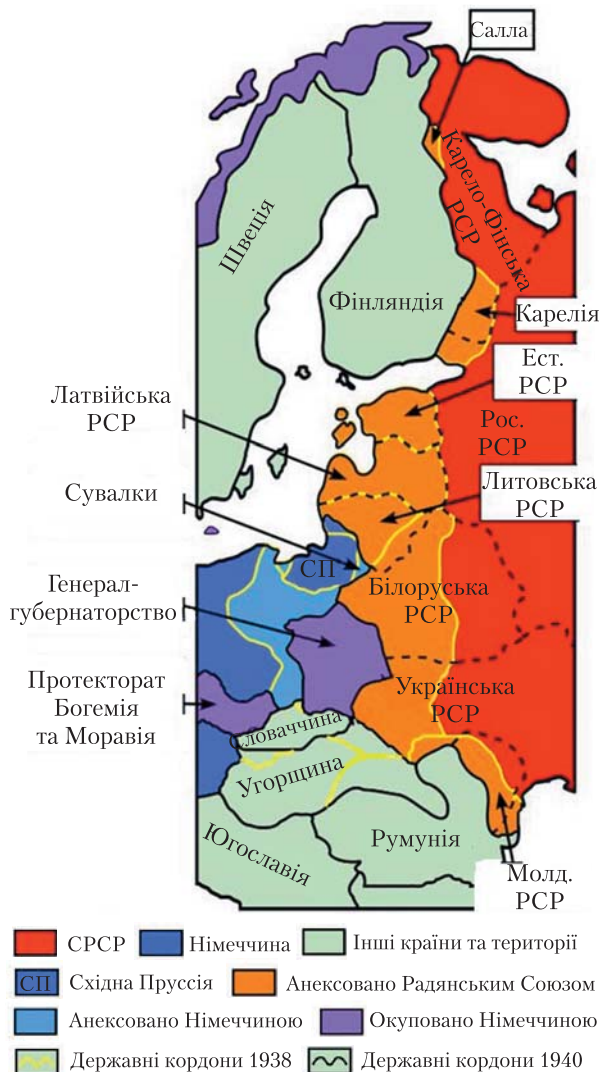 Салла
Карело-Фінська
РСР
Швеція
Фінляндія
Карелія
Ест.
РСР
Латвійська
РСР
Рос.
РСР
Сувалки
Литовська
РСР
СП
Генерал-
губернаторство
Білоруська
РСР
Протекторат
Богемія
та Моравія
Українська
РСР
Словаччина
Угорщина
Югославія
Румунія
Молд.
РСР
СРСР
Німеччина
Інші країни та території
СП
Східна Пруссія
Анексовано Радянським Союзом
Анексовано Німеччиною
Окуповано Німеччиною
Державні кордони 1938
Державні кордони 1940